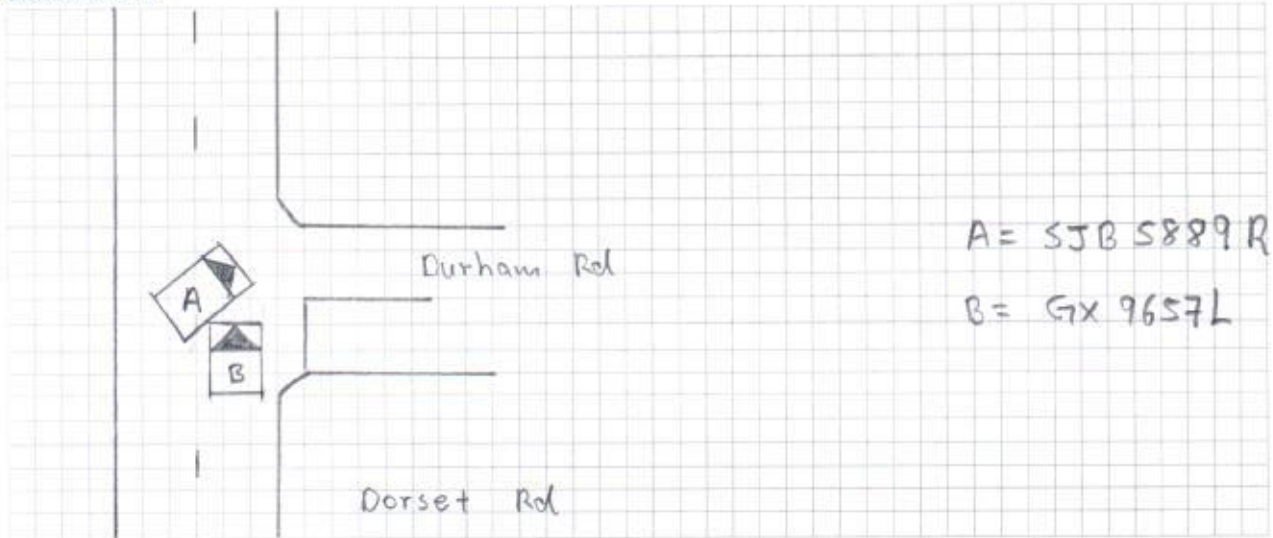 Durham Rd
A = SJB 5889 R
B = GX 9657L
A
B
Dorset Rd